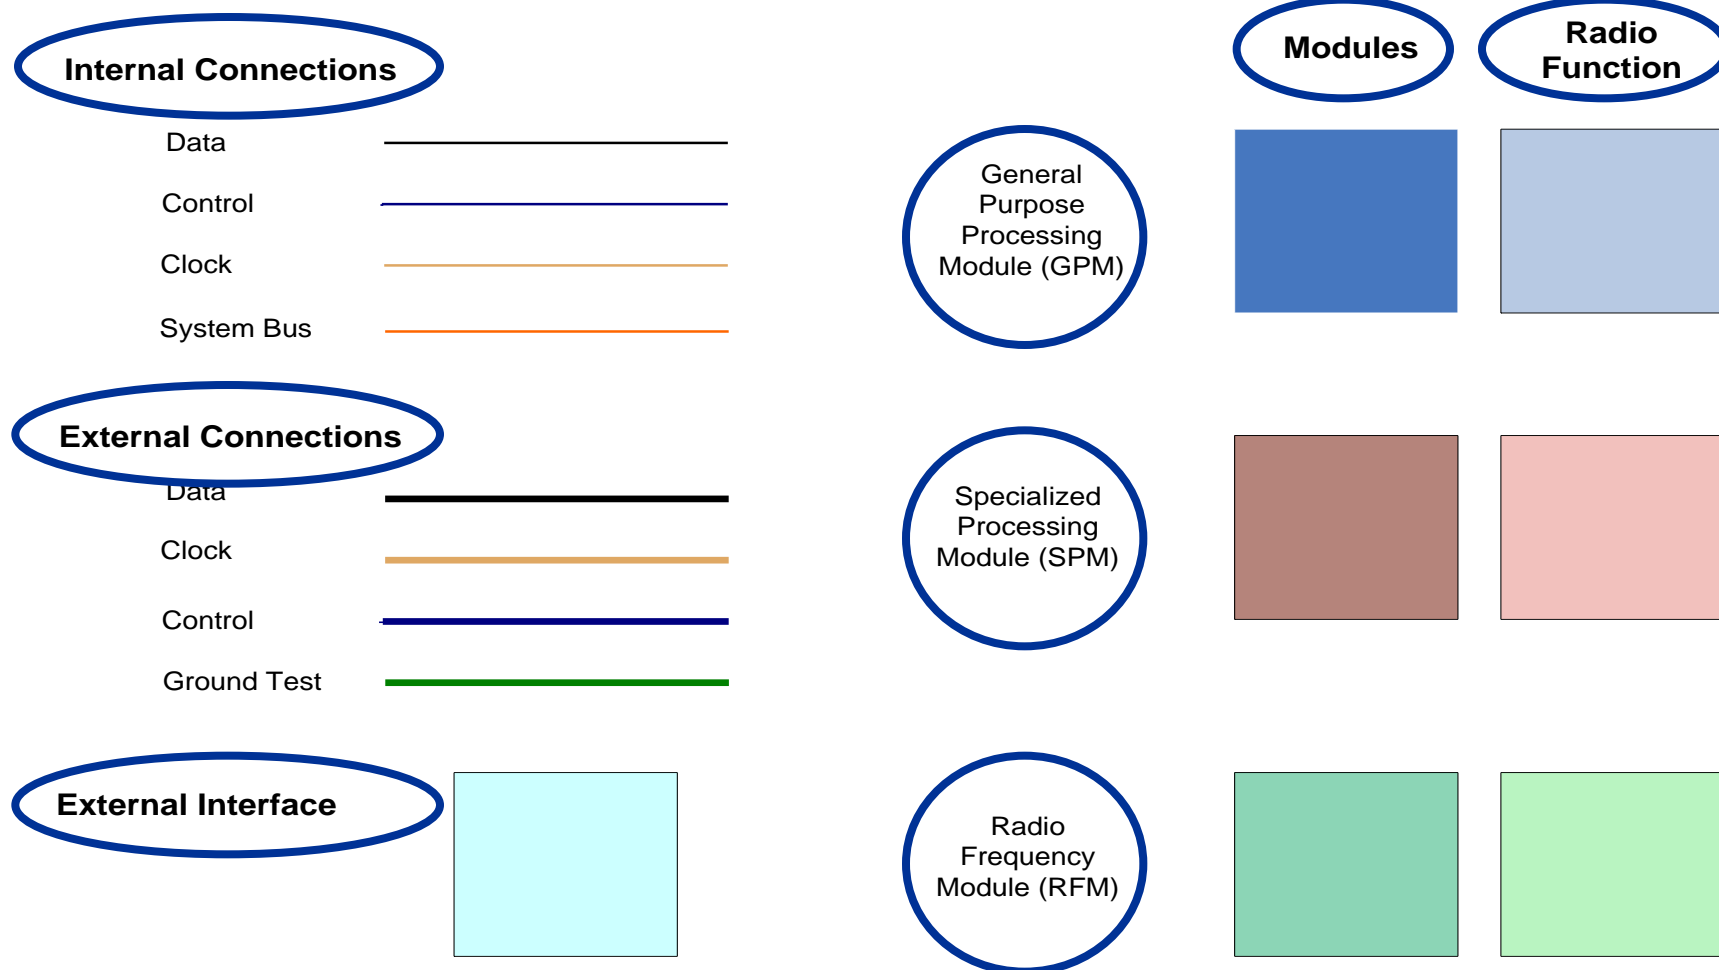 Internal Connections
Data
Control
Clock
System Bus
External Connections
Data
Clock
Control
Ground Test
External Interface
Modules
Radio
Function
General
Purpose
Processing
Module (GPM)
Specialized
Processing
Module (SPM)
Radio
Frequency
Module (RFM)